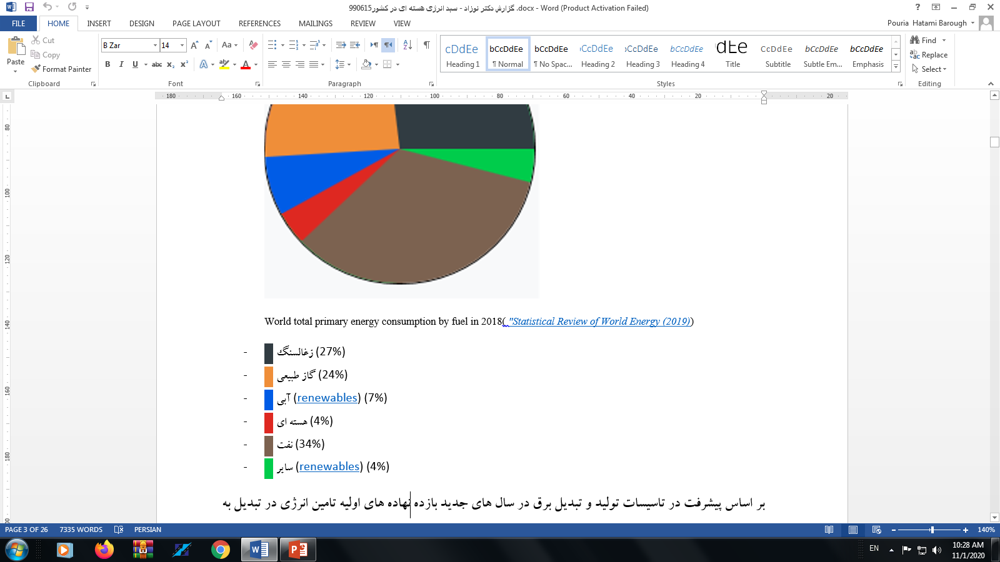 گزارش دکتر نوزاد - سبد انرژی هسته ای در کشور990615.docx - Word (Product Activation Failed)
FILE HOME INSERT DESIGN PAGE LAYOUT REFERENCES MAILINGS REVIEW VIEW Pouria Hatami Barough
Paste
Cut
Copy
Format Painter
Clipboard
B Zar 14 Aa
B I U abc x₂ x² A ab A
Font
Paragraph
cDdEe bCcDdEe bCcDdEe CcDdEe CcDdEe bCcDdEe dEe CcDdEe bCcDdEe bCcDdEe
Heading 1 ¶ Normal ¶ No Spac... Heading 2 Heading 3 Heading 4 Title Subtitle Subtle Em... Emphasis
Styles
Find
Replace
Select
Editing
180 160 140 120 100 80 60 40 20 20
80
100
120
140
160
180
World total primary energy consumption by fuel in 2018( "Statistical Review of World Energy (2019))
- زغالسنگ (27%)
- گاز طبیعی (24%)
- آبی (renewables) (7%)
- هسته ای (4%)
- نفت (34%)
- سایر (renewables) (4%)
بر اساس پیشرفت در تاسیسات تولید و تبدیل برق در سال های جدید بازده نهاده های اولیه تامین انرژی در تبدیل به
PAGE 3 OF 26 7335 WORDS PERSIAN 140%
EN 10:28 AM
11/1/2020